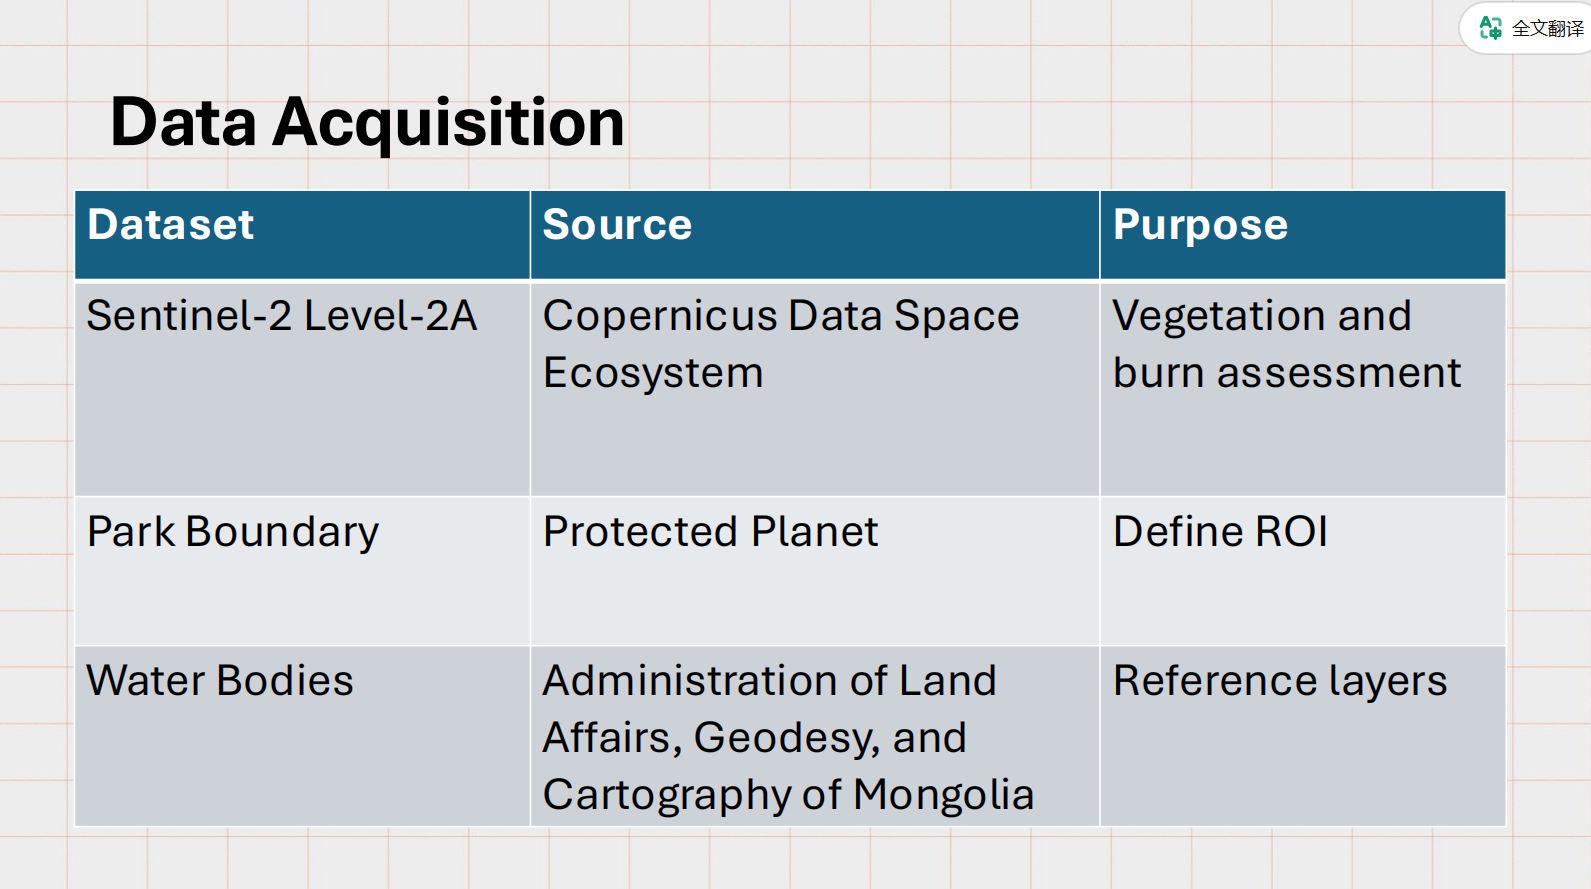 全文翻译
Data Acquisition
Dataset
Source
Purpose
Sentinel-2 Level-2A
Copernicus Data Space
Ecosystem
Vegetation and
burn assessment
Park Boundary
Protected Planet
Define ROI
Water Bodies
Administration of Land
Affairs, Geodesy, and
Cartography of Mongolia
Reference layers